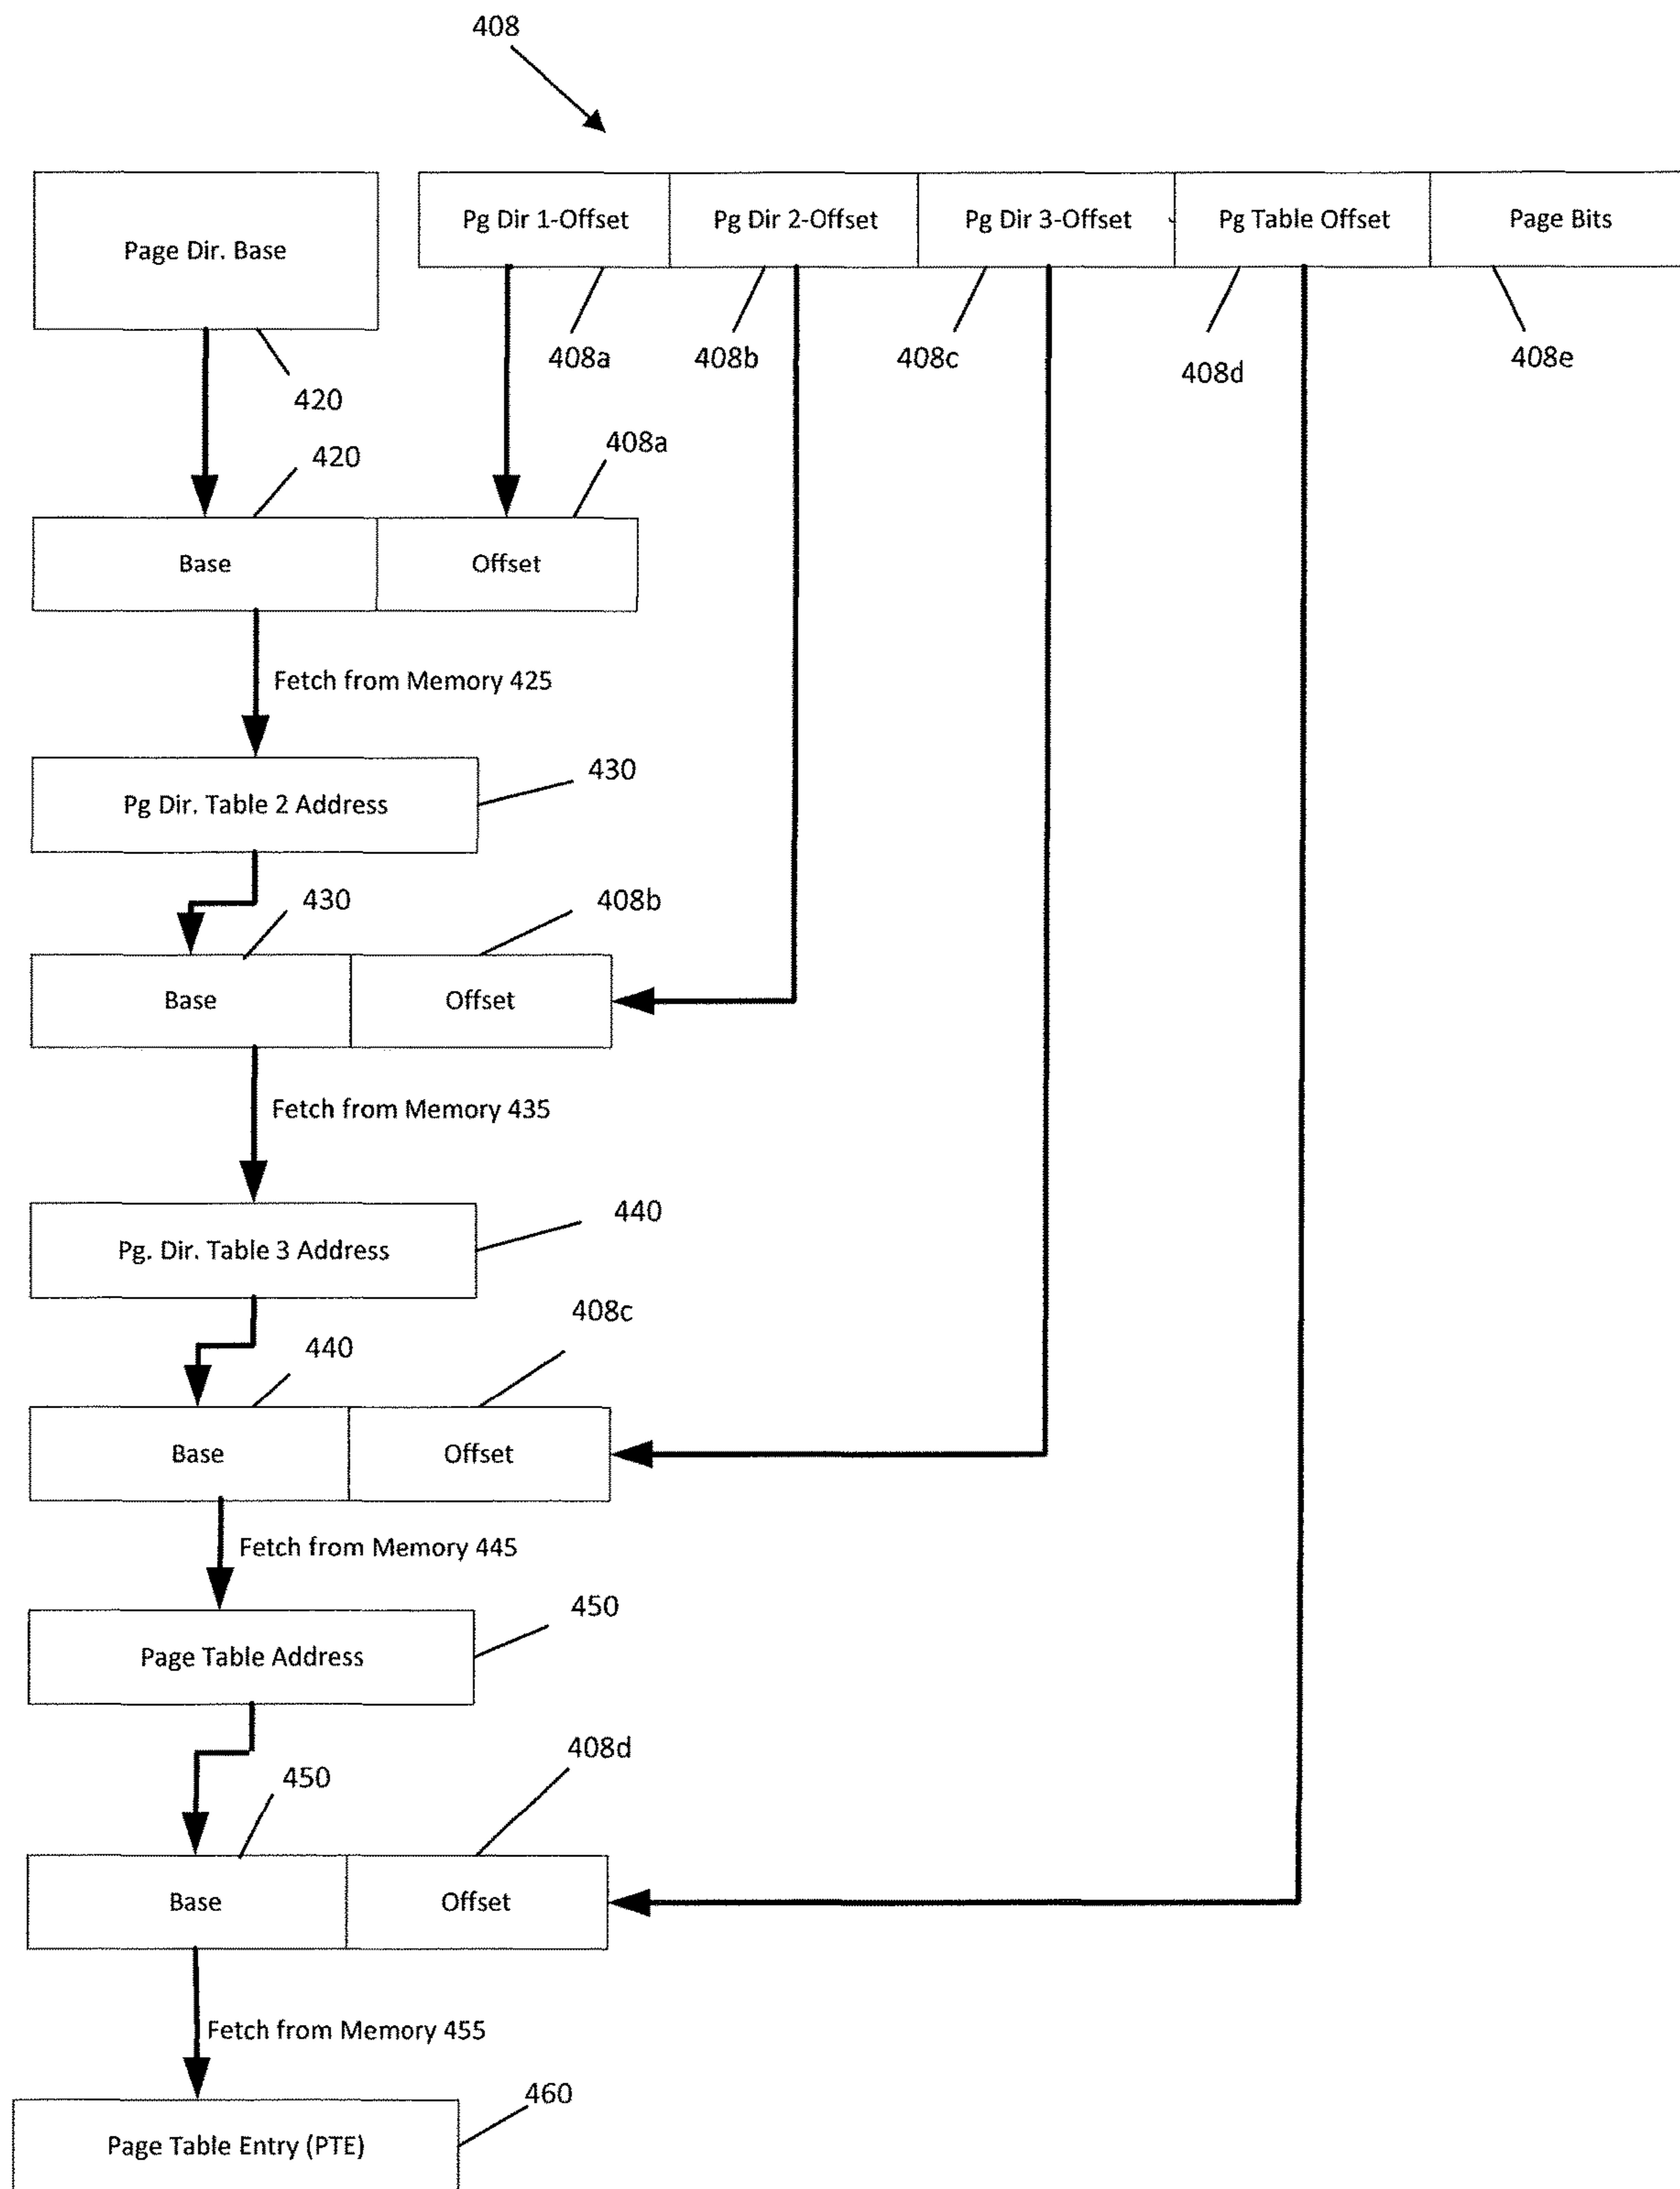 408
Page Dir. Base
Pg Dir 1-Offset
Pg Dir 2-Offset
Pg Dir 3-Offset
Pg Table Offset
Page Bits
408a
408b
408c
408d
408e
420
420
408a
Base
Offset
Fetch from Memory 425
430
Pg Dir. Table 2 Address
430
408b
Base
Offset
Fetch from Memory 435
440
Pg. Dir. Table 3 Address
408c
440
Base
Offset
Fetch from Memory 445
450
Page Table Address
408d
450
Base
Offset
Fetch from Memory 455
460
Page Table Entry (PTE)